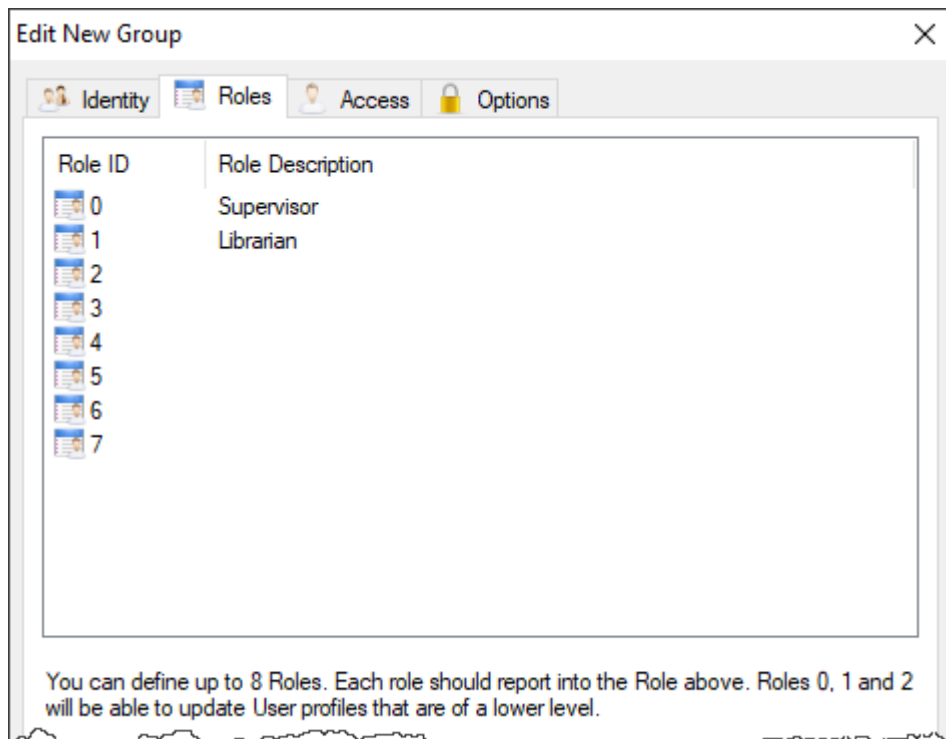 Edit New Group
Identity Roles Access Options
Role ID Role Description
0 Supervisor
1 Librarian
2
3
4
5
6
7
You can define up to 8 Roles. Each role should report into the Role above. Roles 0, 1 and 2
will be able to update User profiles that are of a lower level.